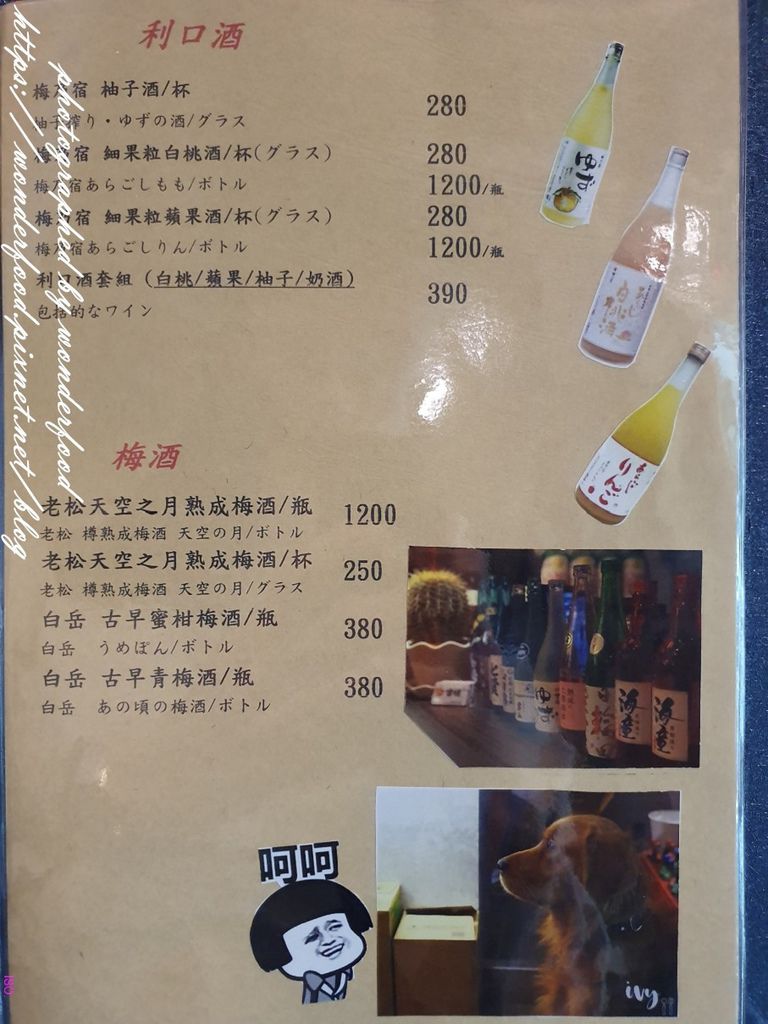 利口酒
梅乃宿 柚子酒/杯
280
柚子搾り・ゆずの酒/グラス
梅乃宿 細果粒白桃酒/杯(グラス)
280
梅乃宿あらごしもも/ボトル
1200/瓶
梅乃宿 細果粒蘋果酒/杯(グラス)
280
梅乃宿あらごしりん/ボトル
1200/瓶
利口酒套組 (白桃/蘋果/柚子/奶酒)
390
包括的なワイン
梅酒
老松天空之月熟成梅酒/瓶
1200
老松 樽熟成梅酒 天空の月/ボトル
老松天空之月熟成梅酒/杯
250
老松 樽熟成梅酒 天空の月/グラス
白岳 古早蜜柑梅酒/瓶
380
白岳 うめぽん/ボトル
白岳 古早青梅酒/瓶
380
白岳 あの頃の梅酒/ボトル
ゆず
白桃酒
りんご
ゆず
海童
海童
呵呵
ivy
photographed by wonderfood
https://wonderfood.pixnet.net/blog